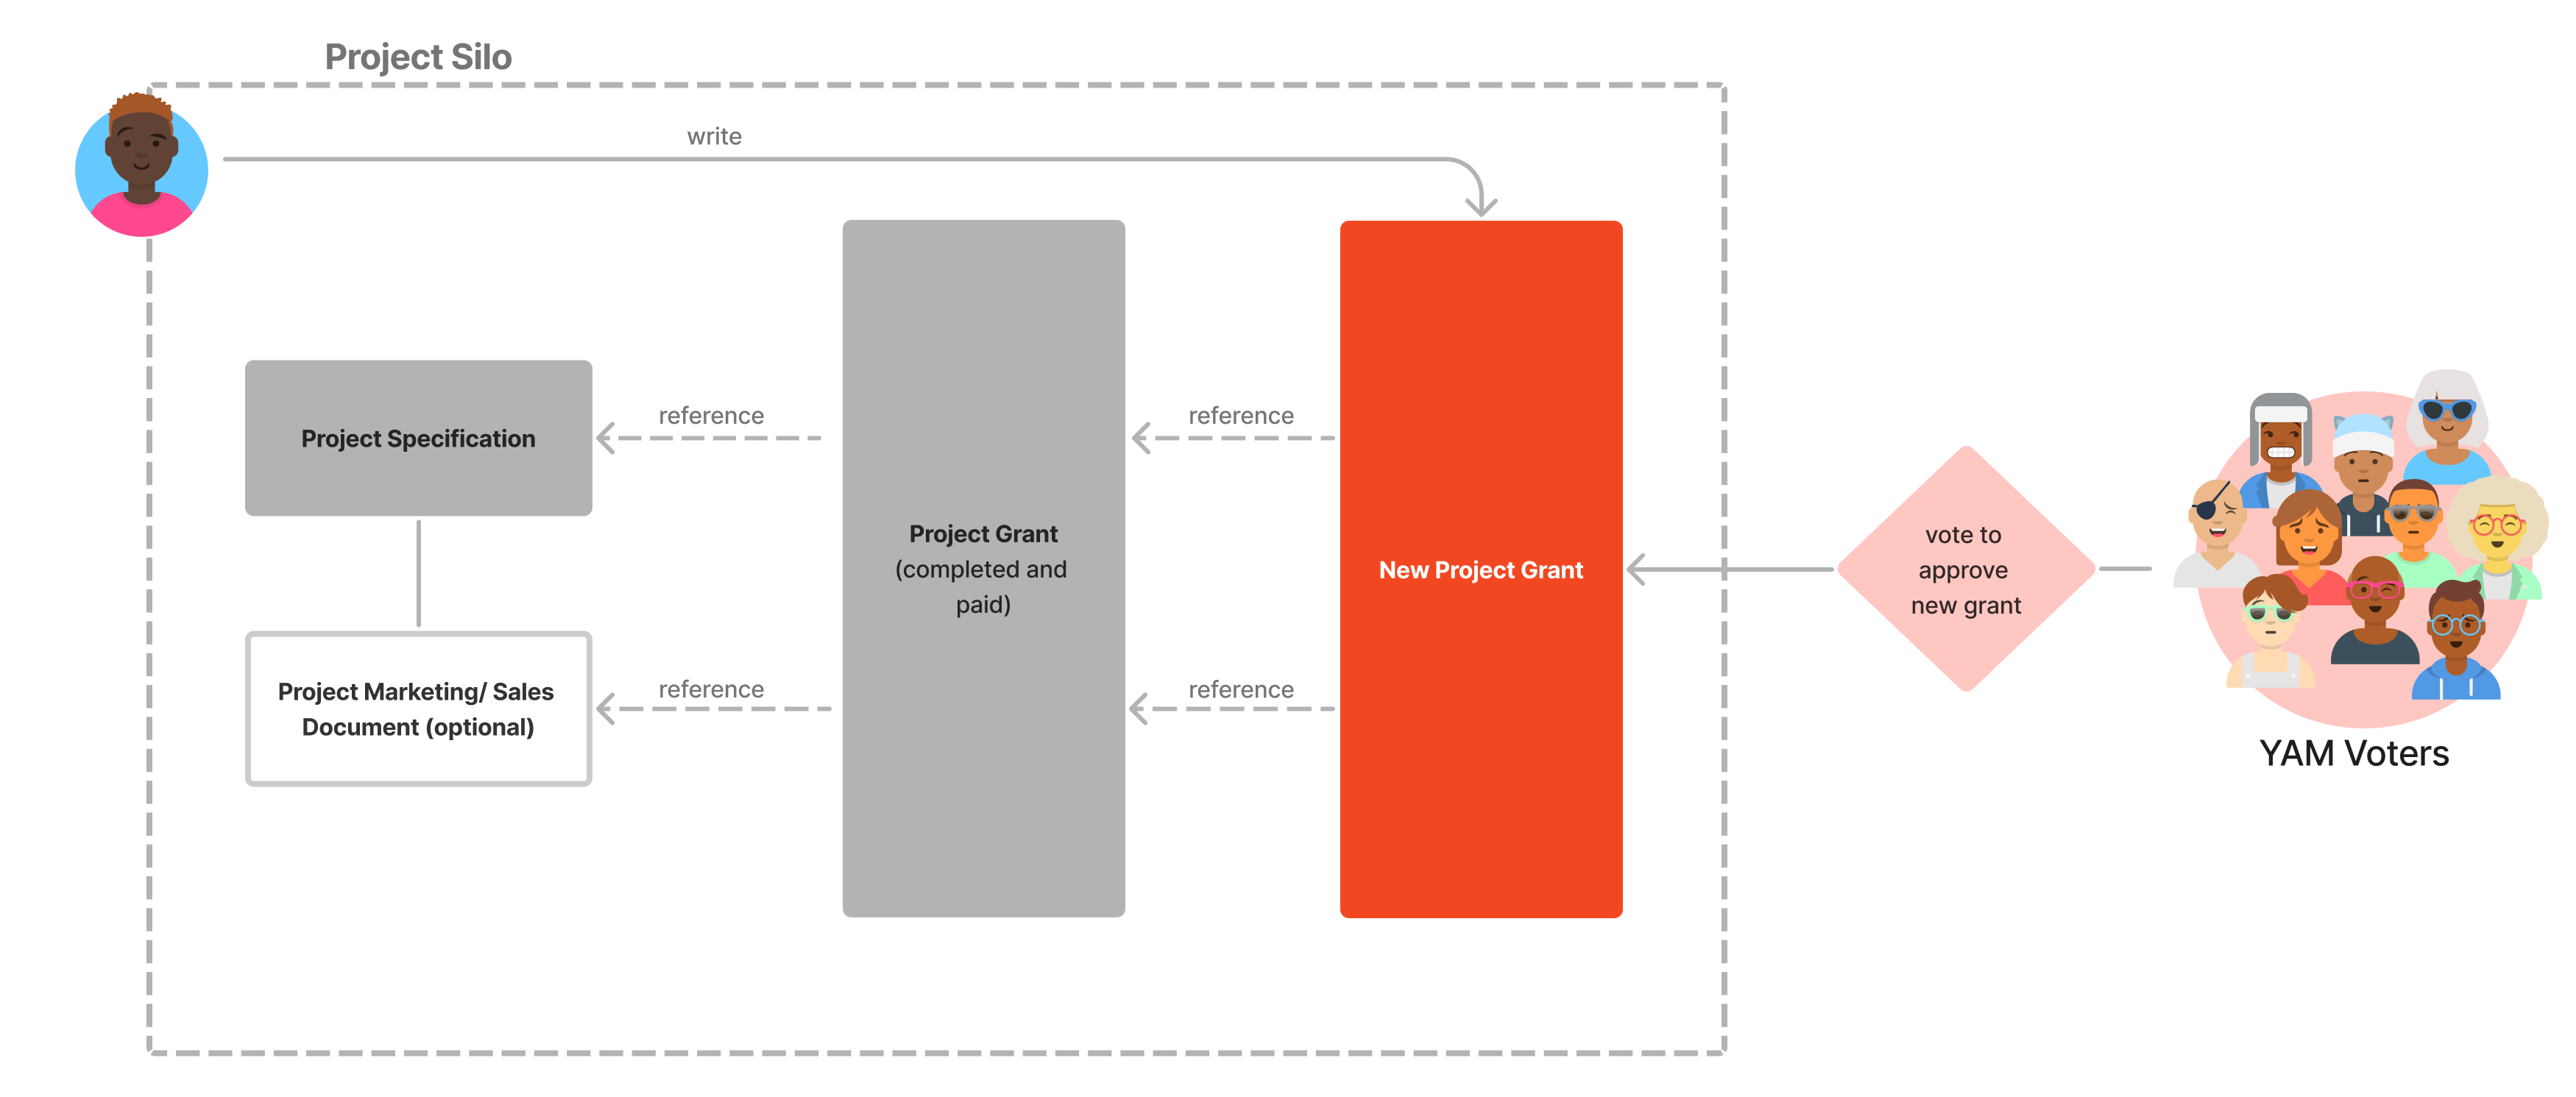 Project Silo
write
reference
reference
Project Specification
Project Grant
(completed and
paid)
New Project Grant
vote to
approve
new grant
reference
reference
Project Marketing/ Sales
Document (optional)
YAM Voters